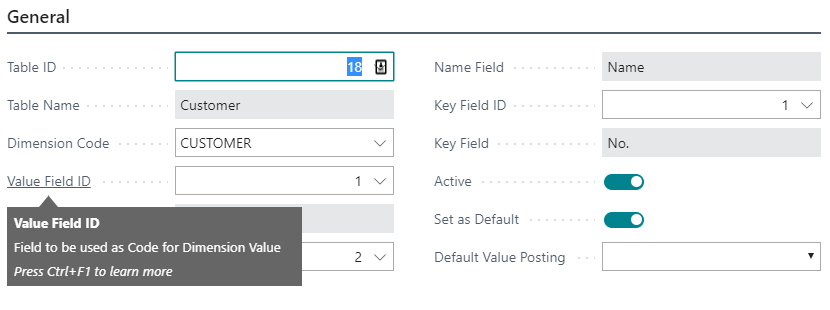 General
Table ID 18
Table Name Customer
Dimension Code CUSTOMER
Value Field ID 1
Value Field ID
Field to be used as Code for Dimension Value
Press Ctrl+F1 to learn more
2
Name Field Name
Key Field ID 1
Key Field No.
Active
Set as Default
Default Value Posting